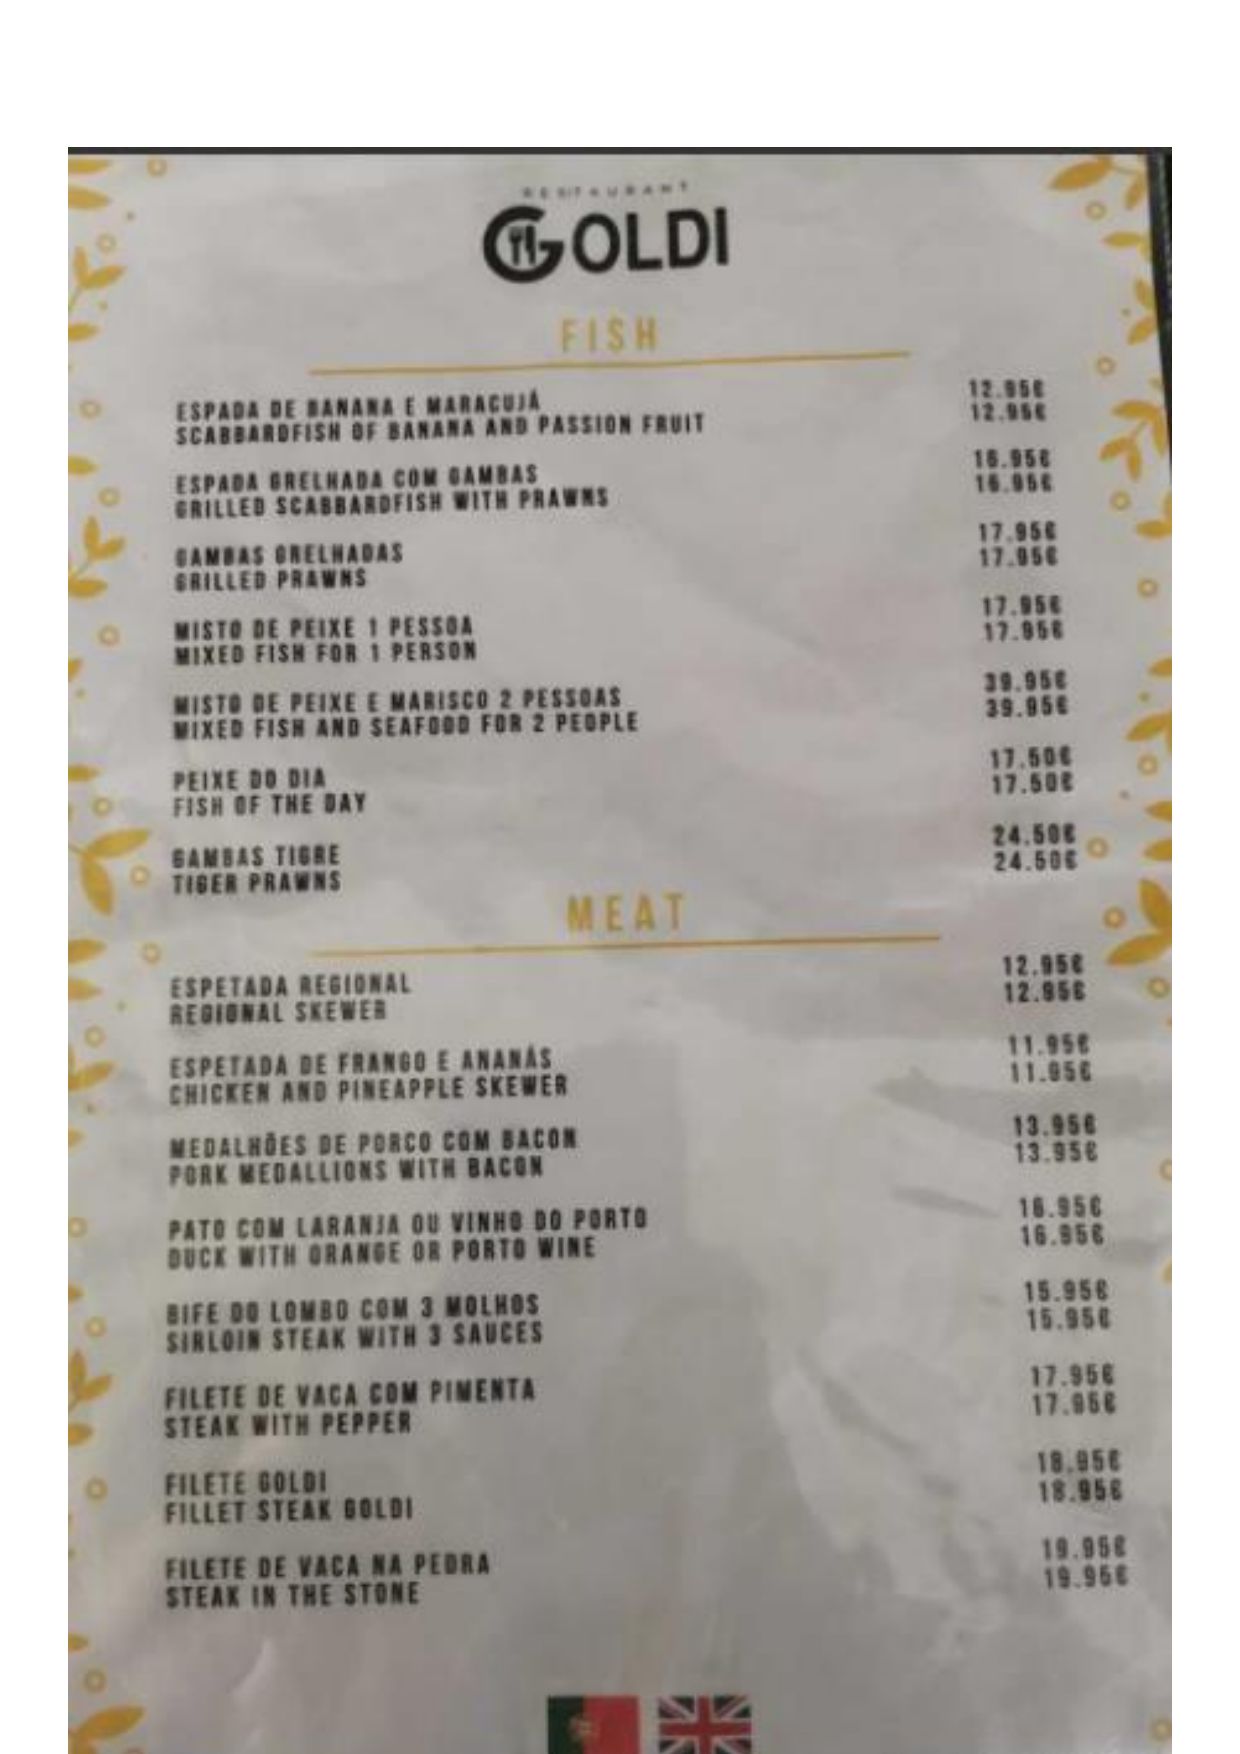 RESTAURANT
GOLDI
FISH
ESPADA DE BANANA E MARACUJÁ 12.95€
SCABBARDFISH OF BANANA AND PASSION FRUIT 12.95€
ESPADA GRELHADA COM GAMBAS 16.95€
GRILLED SCABBARDFISH WITH PRAWNS 16.95€
GAMBAS GRELHADAS 17.95€
GRILLED PRAWNS 17.95€
MISTO DE PEIXE 1 PESSOA 17.95€
MIXED FISH FOR 1 PERSON 17.95€
MISTO DE PEIXE E MARISCO 2 PESSOAS 39.95€
MIXED FISH AND SEAFOOD FOR 2 PEOPLE 39.95€
PEIXE DO DIA 17.50€
FISH OF THE DAY 17.50€
GAMBAS TIGRE 24.50€
TIGER PRAWNS 24.50€
MEAT
ESPETADA REGIONAL 12.95€
REGIONAL SKEWER 12.95€
ESPETADA DE FRANGO E ANANÁS 11.95€
CHICKEN AND PINEAPPLE SKEWER 11.95€
MEDALHÕES DE PORCO COM BACON 13.95€
PORK MEDALLIONS WITH BACON 13.95€
PATO COM LARANJA OU VINHO DO PORTO 16.95€
DUCK WITH ORANGE OR PORTO WINE 16.95€
BIFE DO LOMBO COM 3 MOLHOS 15.95€
SIRLOIN STEAK WITH 3 SAUCES 15.95€
FILETE DE VACA COM PIMENTA 17.95€
STEAK WITH PEPPER 17.95€
FILETE GOLDI 18.95€
FILLET STEAK GOLDI 18.95€
FILETE DE VACA NA PEDRA 19.95€
STEAK IN THE STONE 19.95€